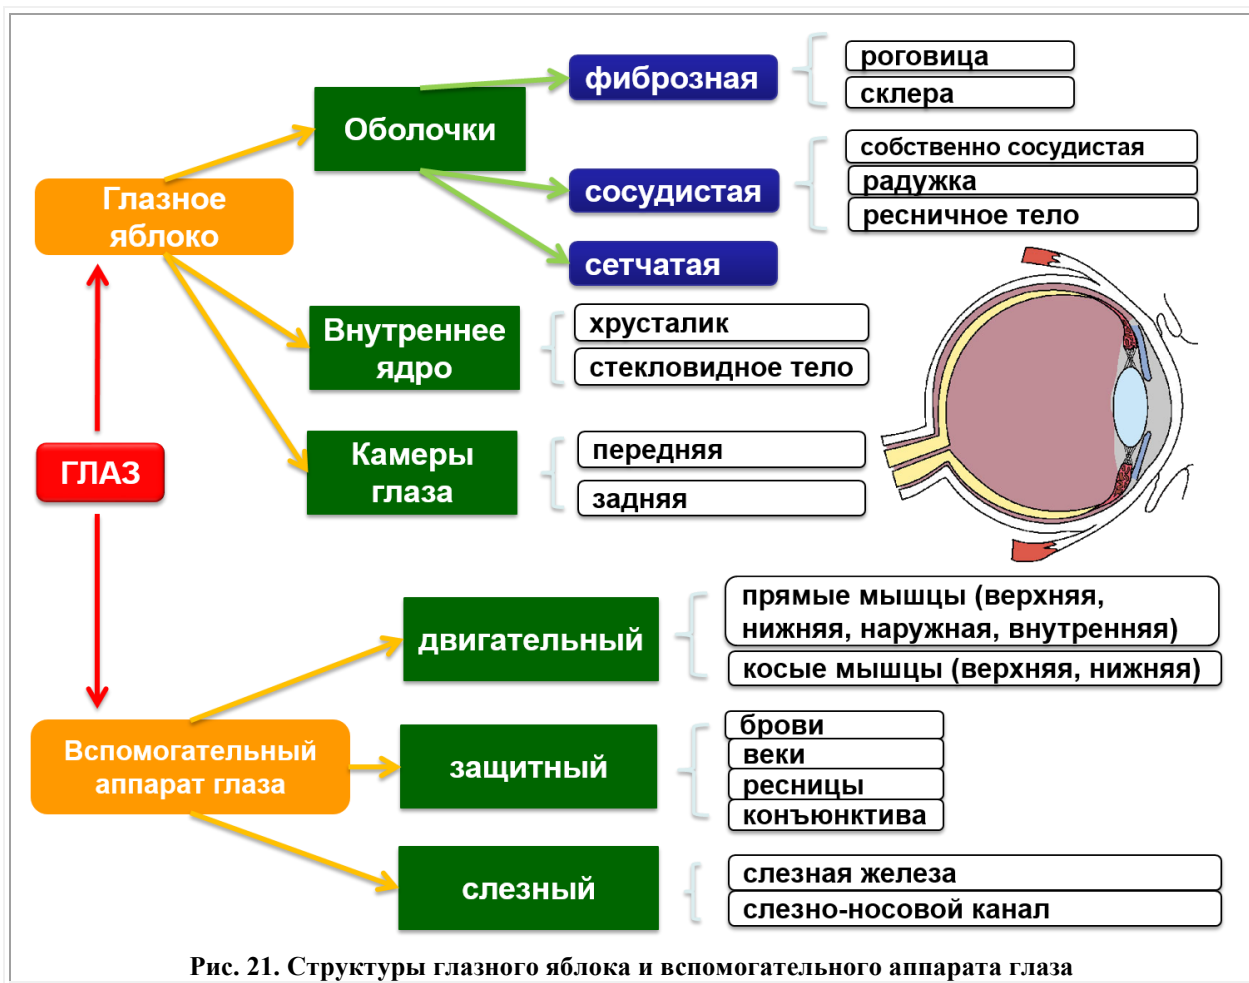 фиброзная
роговица
склера
Оболочки
собственно сосудистая
сосудистая
радужка
ресничное тело
Глазное
яблоко
сетчатая
Внутреннее
ядро
хрусталик
стекловидное тело
ГЛАЗ
Камеры
глаза
передняя
задняя
двигательный
прямые мышцы (верхняя,
нижняя, наружная, внутренняя)
косые мышцы (верхняя, нижняя)
Вспомогательный
аппарат глаза
защитный
брови
веки
ресницы
конъюнктива
слезный
слезная железа
слезно-носовой канал
Рис. 21. Структуры глазного яблока и вспомогательного аппарата глаза